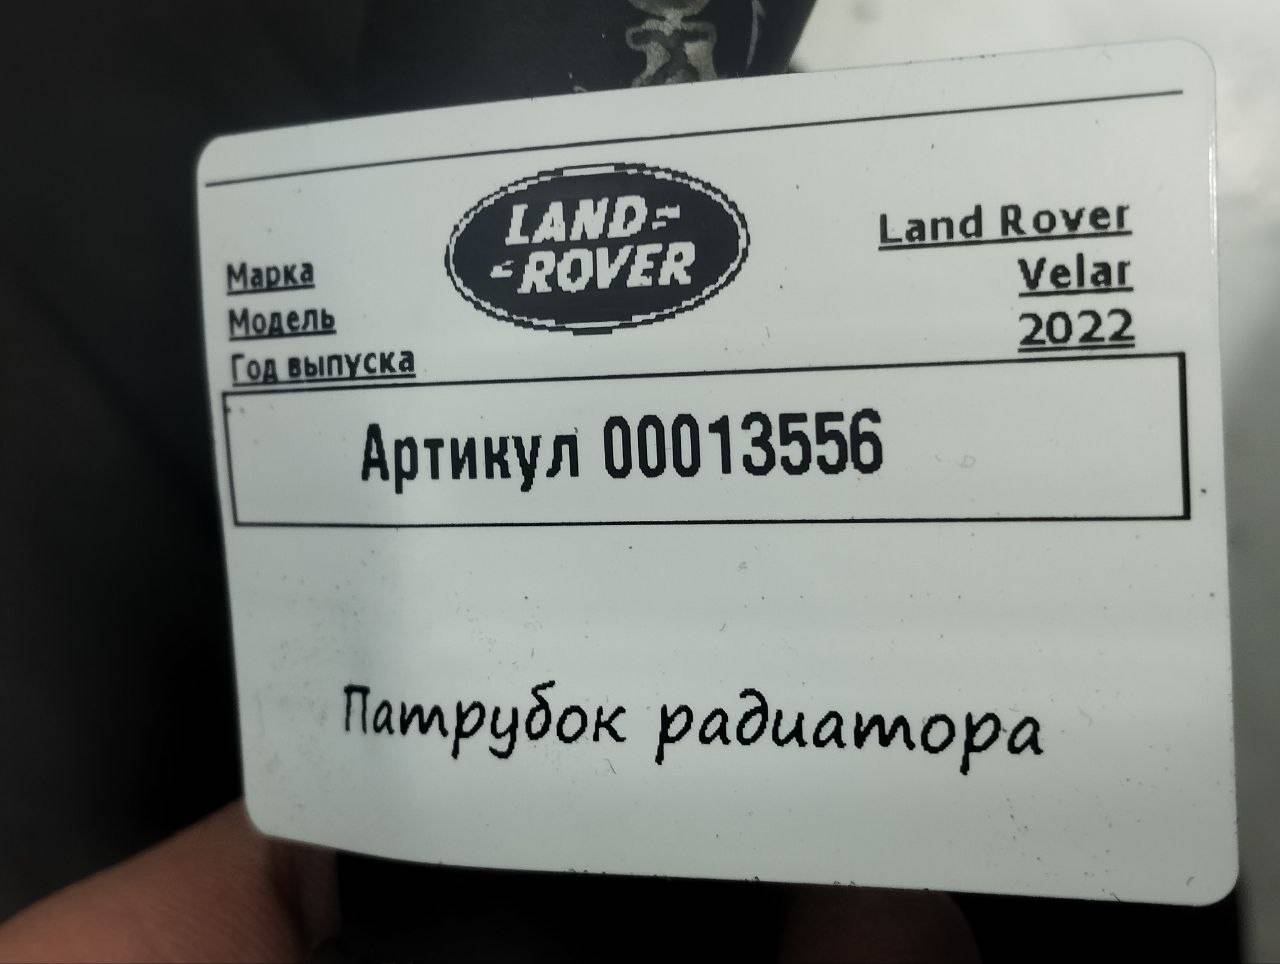 LAND
ROVER
Марка
Land Rover
Модель
Velar
Год выпуска
2022
Артикул 00013556
Патрубок радиатора